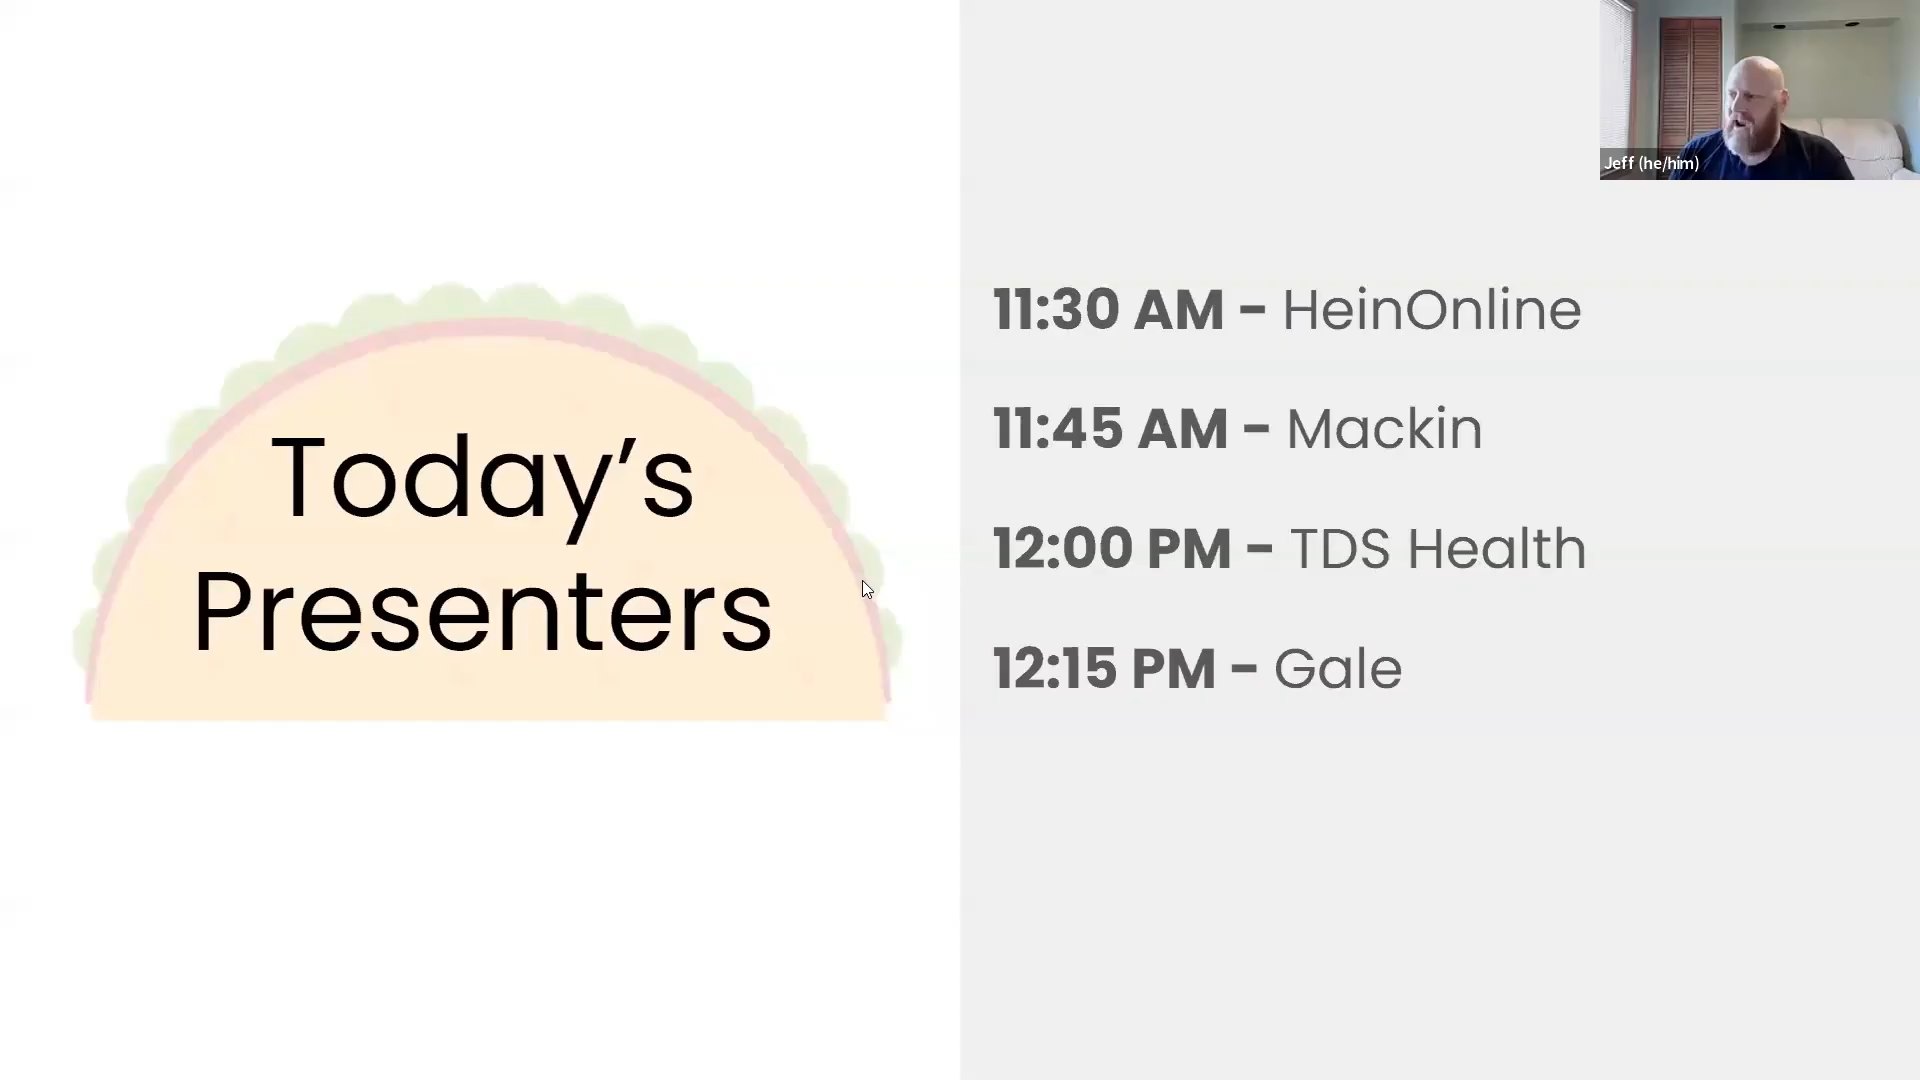 Today’s
Presenters
11:30 AM - HeinOnline
11:45 AM - Mackin
12:00 PM - TDS Health
12:15 PM - Gale
Jeff (he/him)